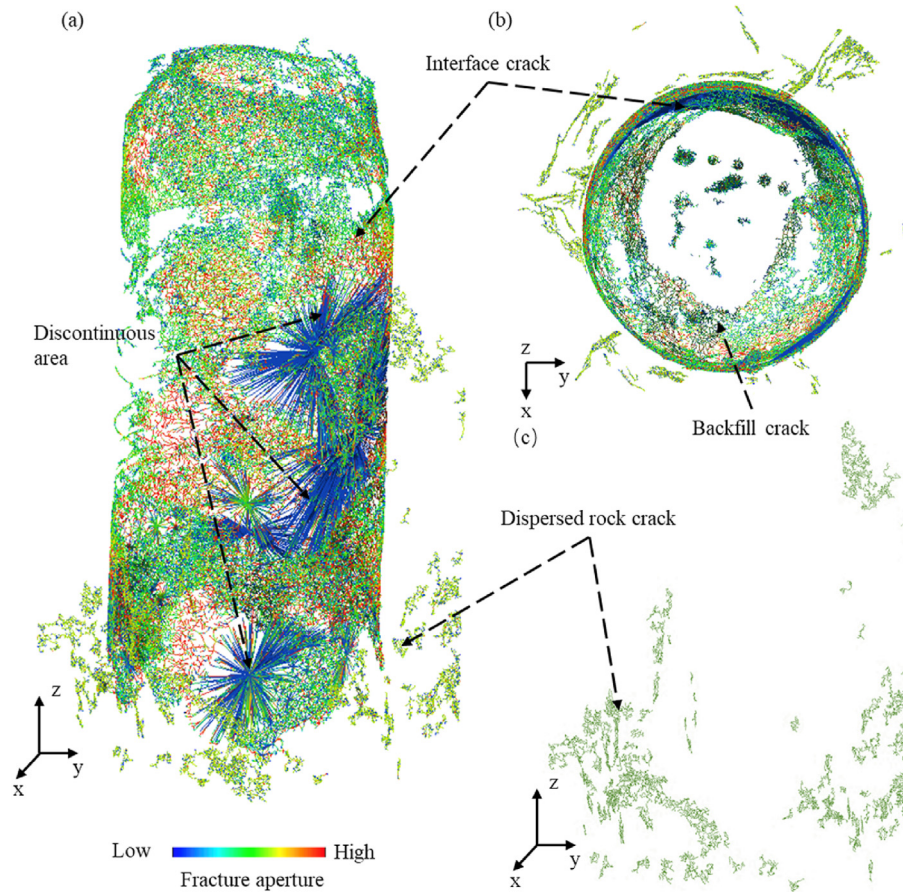 (a)
(b)
Interface crack
Discontinuous
area
z
y
x
Backfill crack
(c)
Dispersed rock crack
z
y
x
z
y
x
Low
High
Fracture aperture